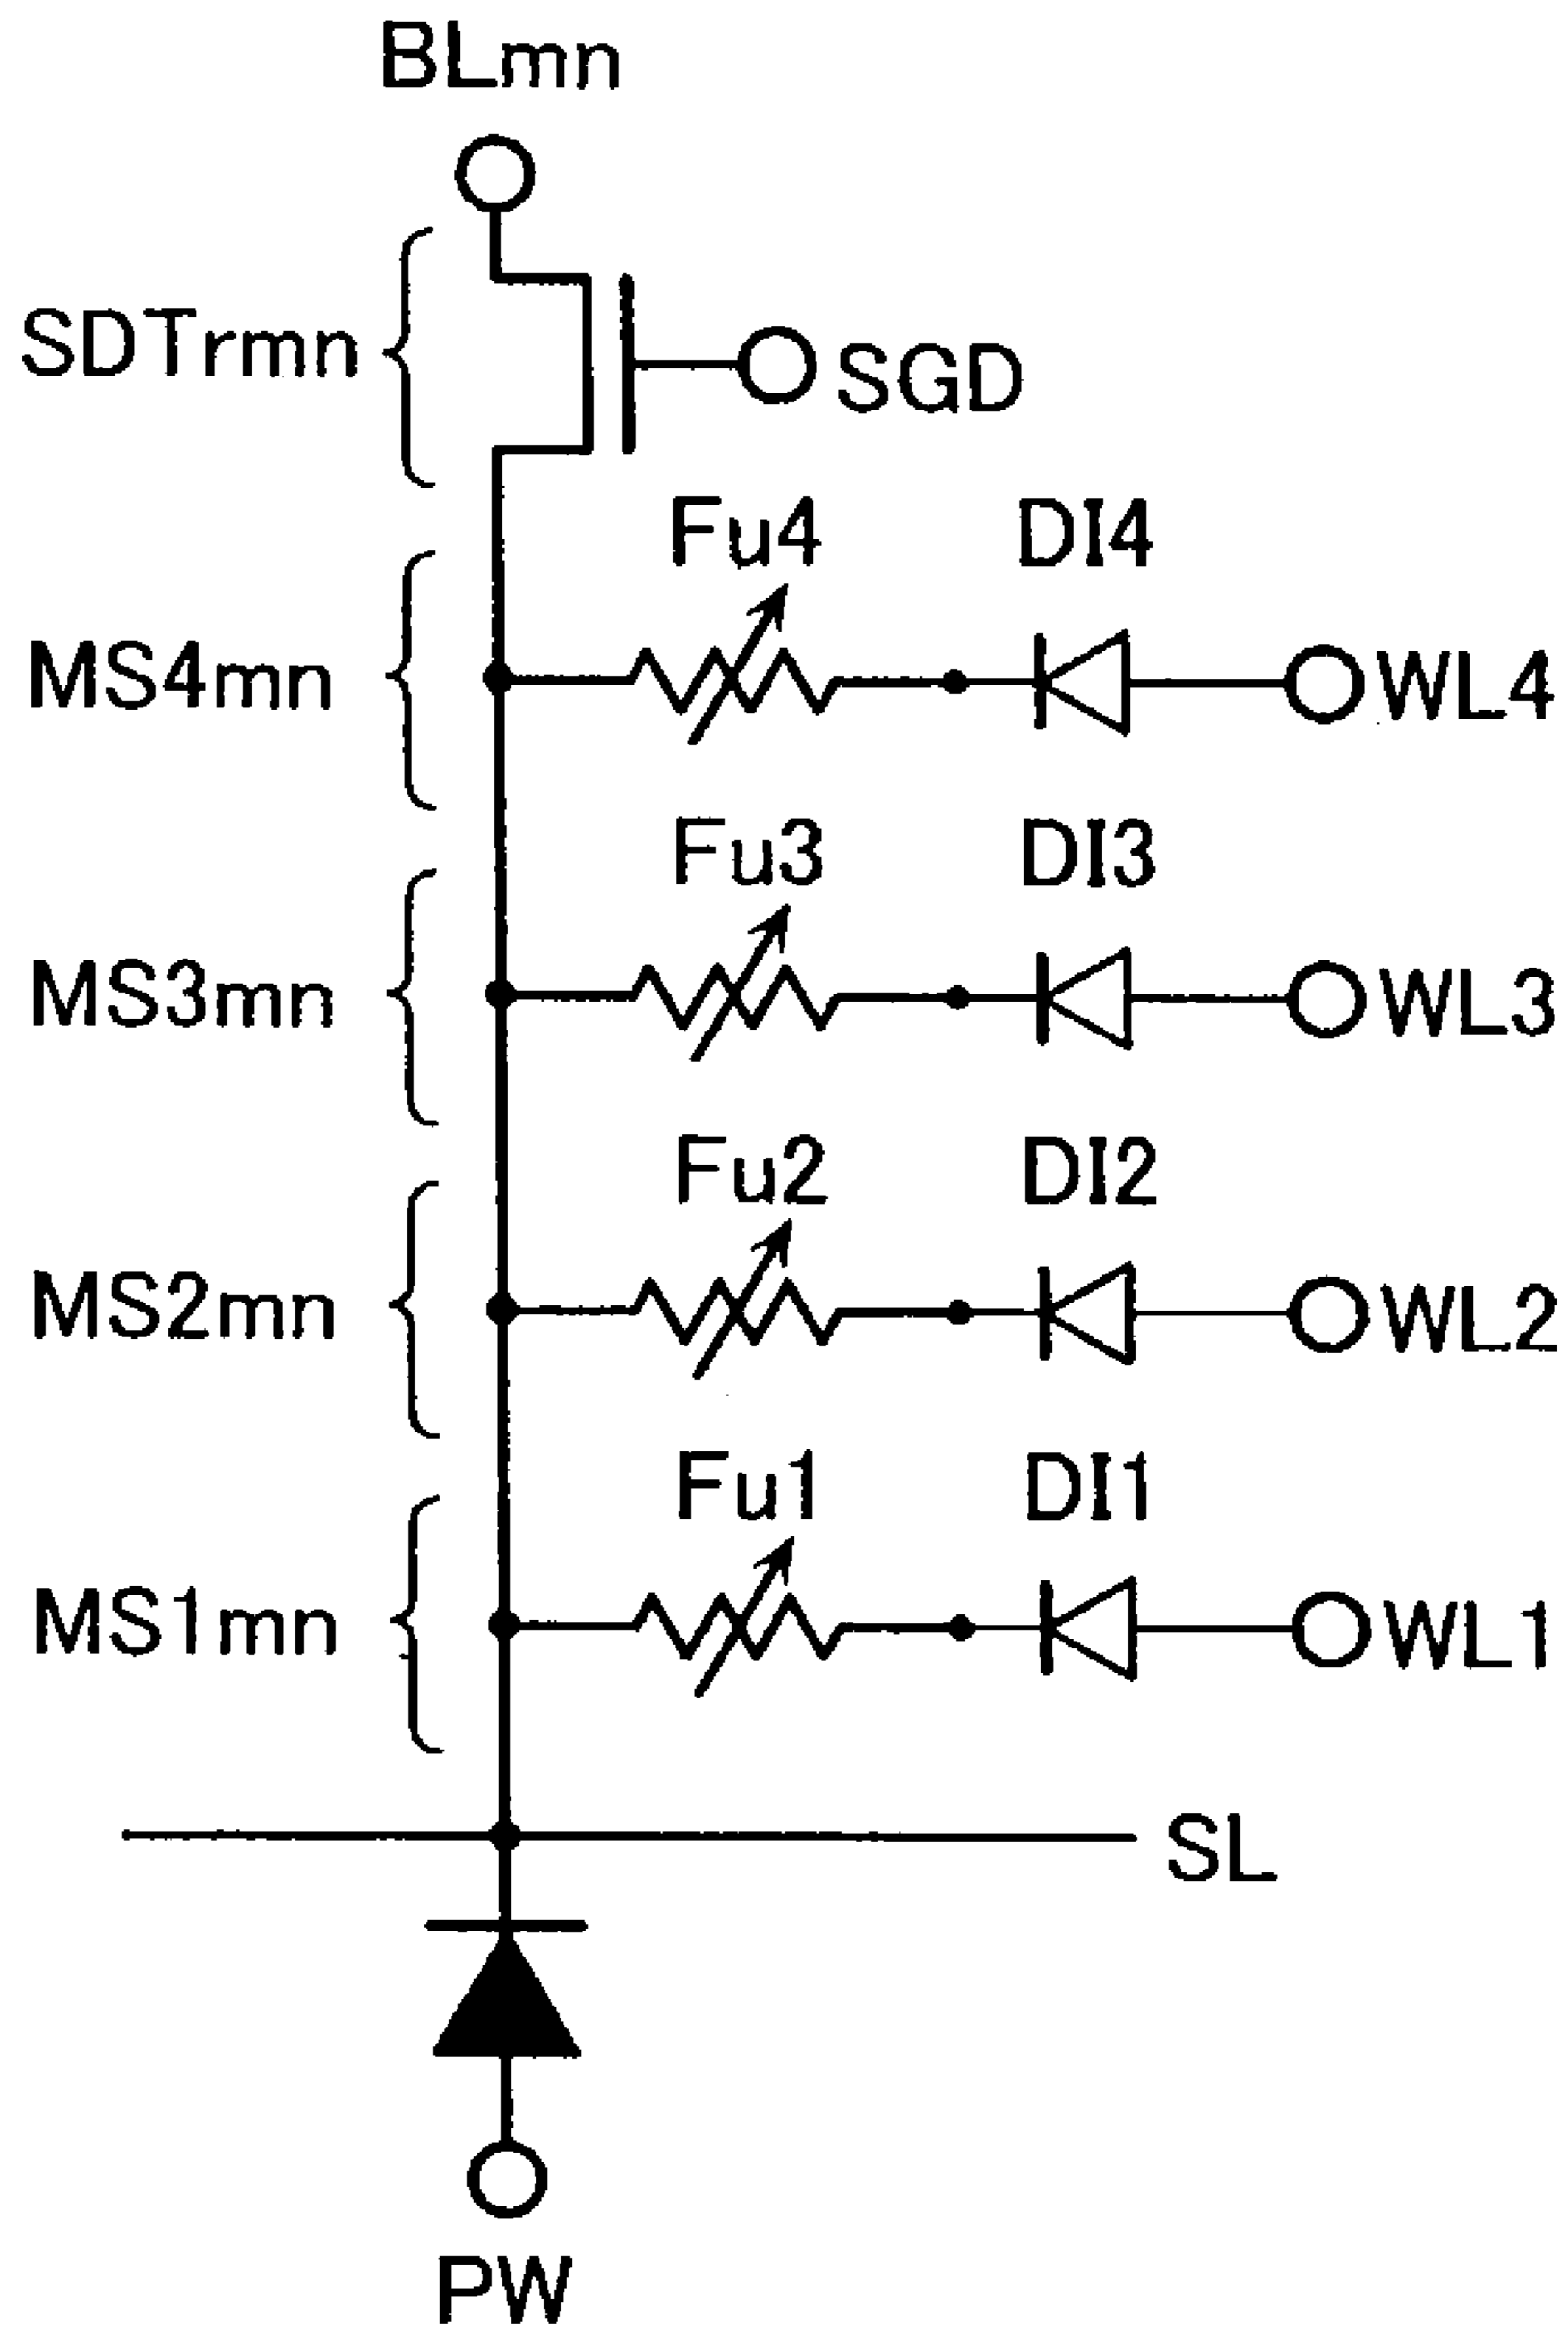 BLmn
SDTrmn
SGD
Fu4 DI4
MS4mn WL4
Fu3 DI3
MS3mn WL3
Fu2 DI2
MS2mn WL2
Fu1 DI1
MS1mn WL1
SL
PW